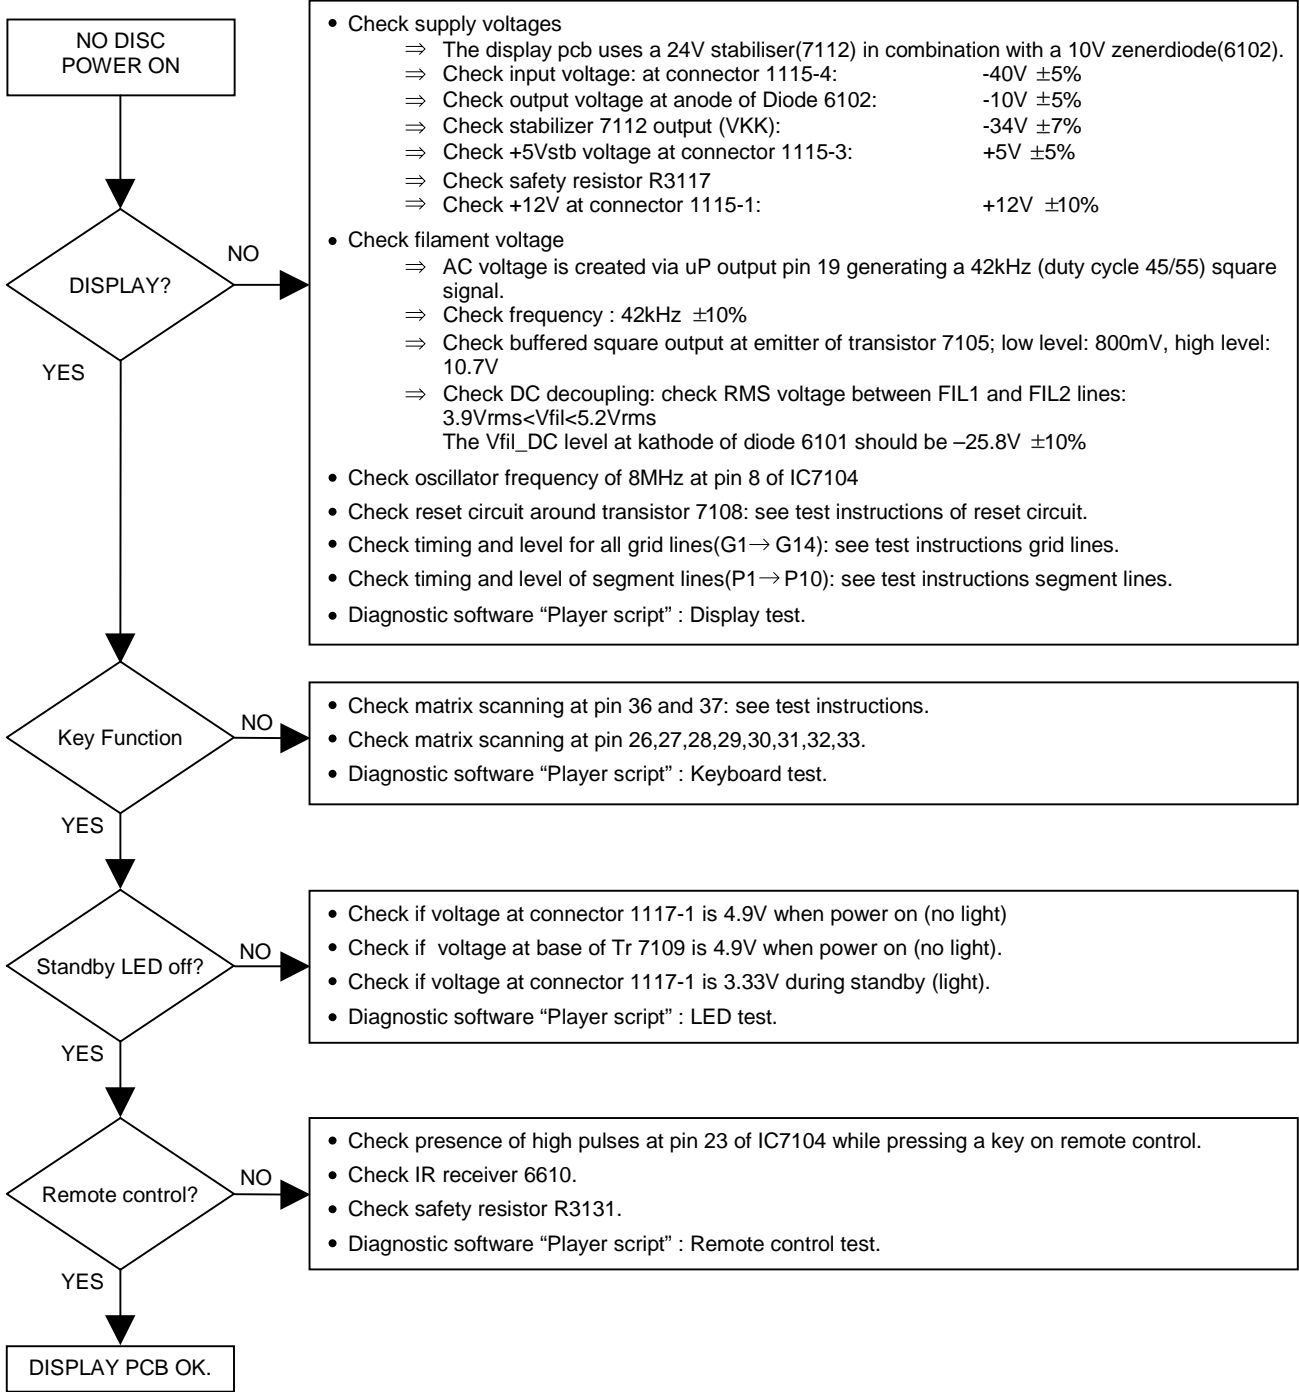 NO DISC
POWER ON
DISPLAY?
NO
YES
• Check supply voltages
⇒ The display pcb uses a 24V stabiliser(7112) in combination with a 10V zenerdiode(6102).
⇒ Check input voltage: at connector 1115-4: -40V ±5%
⇒ Check output voltage at anode of Diode 6102: -10V ±5%
⇒ Check stabilizer 7112 output (VKK): -34V ±7%
⇒ Check +5Vstb voltage at connector 1115-3: +5V ±5%
⇒ Check safety resistor R3117
⇒ Check +12V at connector 1115-1: +12V ±10%
• Check filament voltage
⇒ AC voltage is created via uP output pin 19 generating a 42kHz (duty cycle 45/55) square
signal.
⇒ Check frequency : 42kHz ±10%
⇒ Check buffered square output at emitter of transistor 7105; low level: 800mV, high level:
10.7V
⇒ Check DC decoupling: check RMS voltage between FIL1 and FIL2 lines:
3.9Vrms<Vfil<5.2Vrms
The Vfil_DC level at kathode of diode 6101 should be –25.8V ±10%
• Check oscillator frequency of 8MHz at pin 8 of IC7104
• Check reset circuit around transistor 7108: see test instructions of reset circuit.
• Check timing and level for all grid lines(G1→ G14): see test instructions grid lines.
• Check timing and level of segment lines(P1→P10): see test instructions segment lines.
• Diagnostic software “Player script” : Display test.
Key Function
NO
YES
• Check matrix scanning at pin 36 and 37: see test instructions.
• Check matrix scanning at pin 26,27,28,29,30,31,32,33.
• Diagnostic software “Player script” : Keyboard test.
Standby LED off?
NO
YES
• Check if voltage at connector 1117-1 is 4.9V when power on (no light)
• Check if voltage at base of Tr 7109 is 4.9V when power on (no light).
• Check if voltage at connector 1117-1 is 3.33V during standby (light).
• Diagnostic software “Player script” : LED test.
Remote control?
NO
YES
• Check presence of high pulses at pin 23 of IC7104 while pressing a key on remote control.
• Check IR receiver 6610.
• Check safety resistor R3131.
• Diagnostic software “Player script” : Remote control test.
DISPLAY PCB OK.